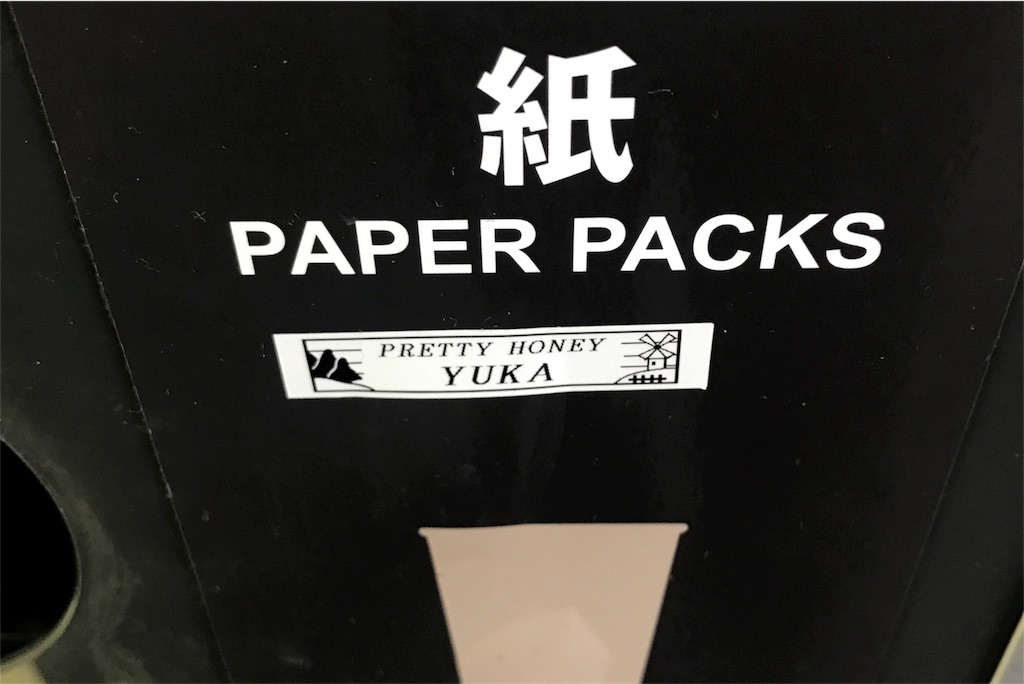 紙
PAPER PACKS
PRETTY HONEY
YUKA